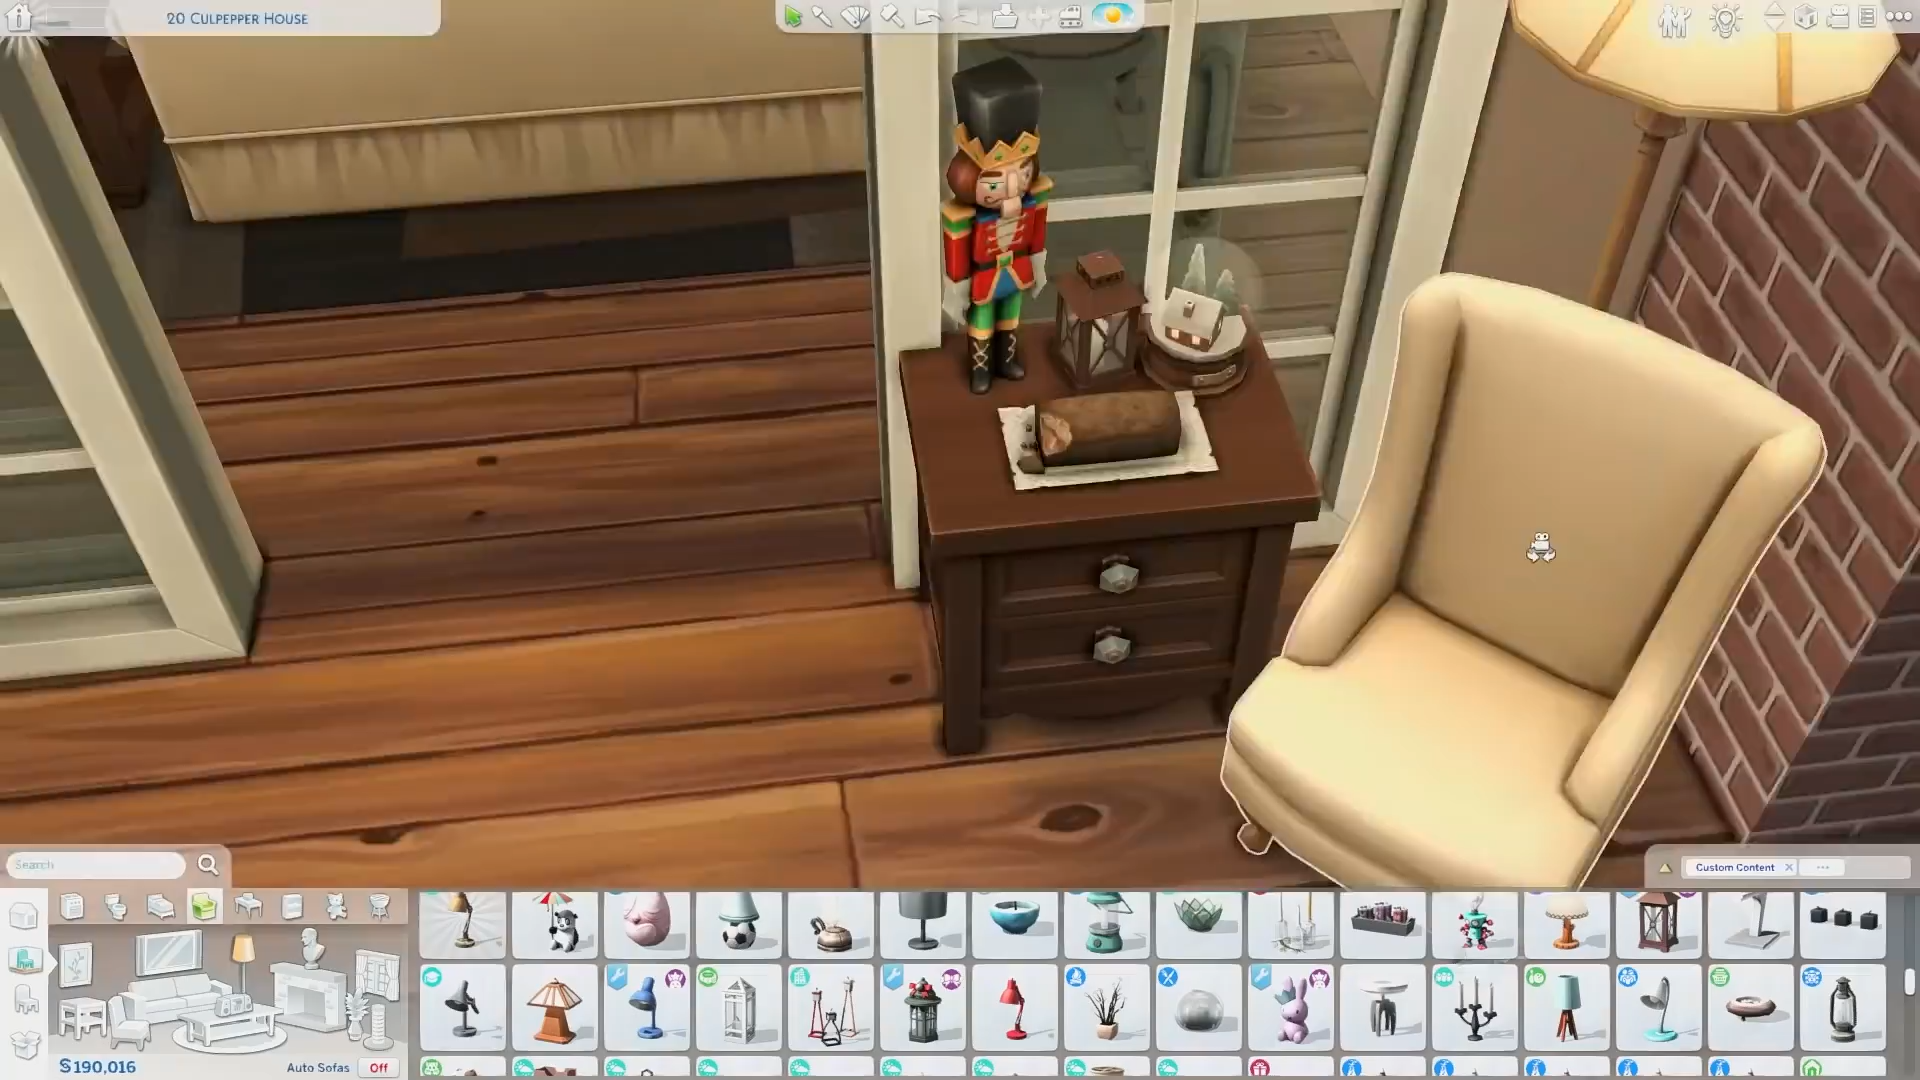 20 Culpepper House
Search
Custom Content
§190,016
Auto Sofas Off